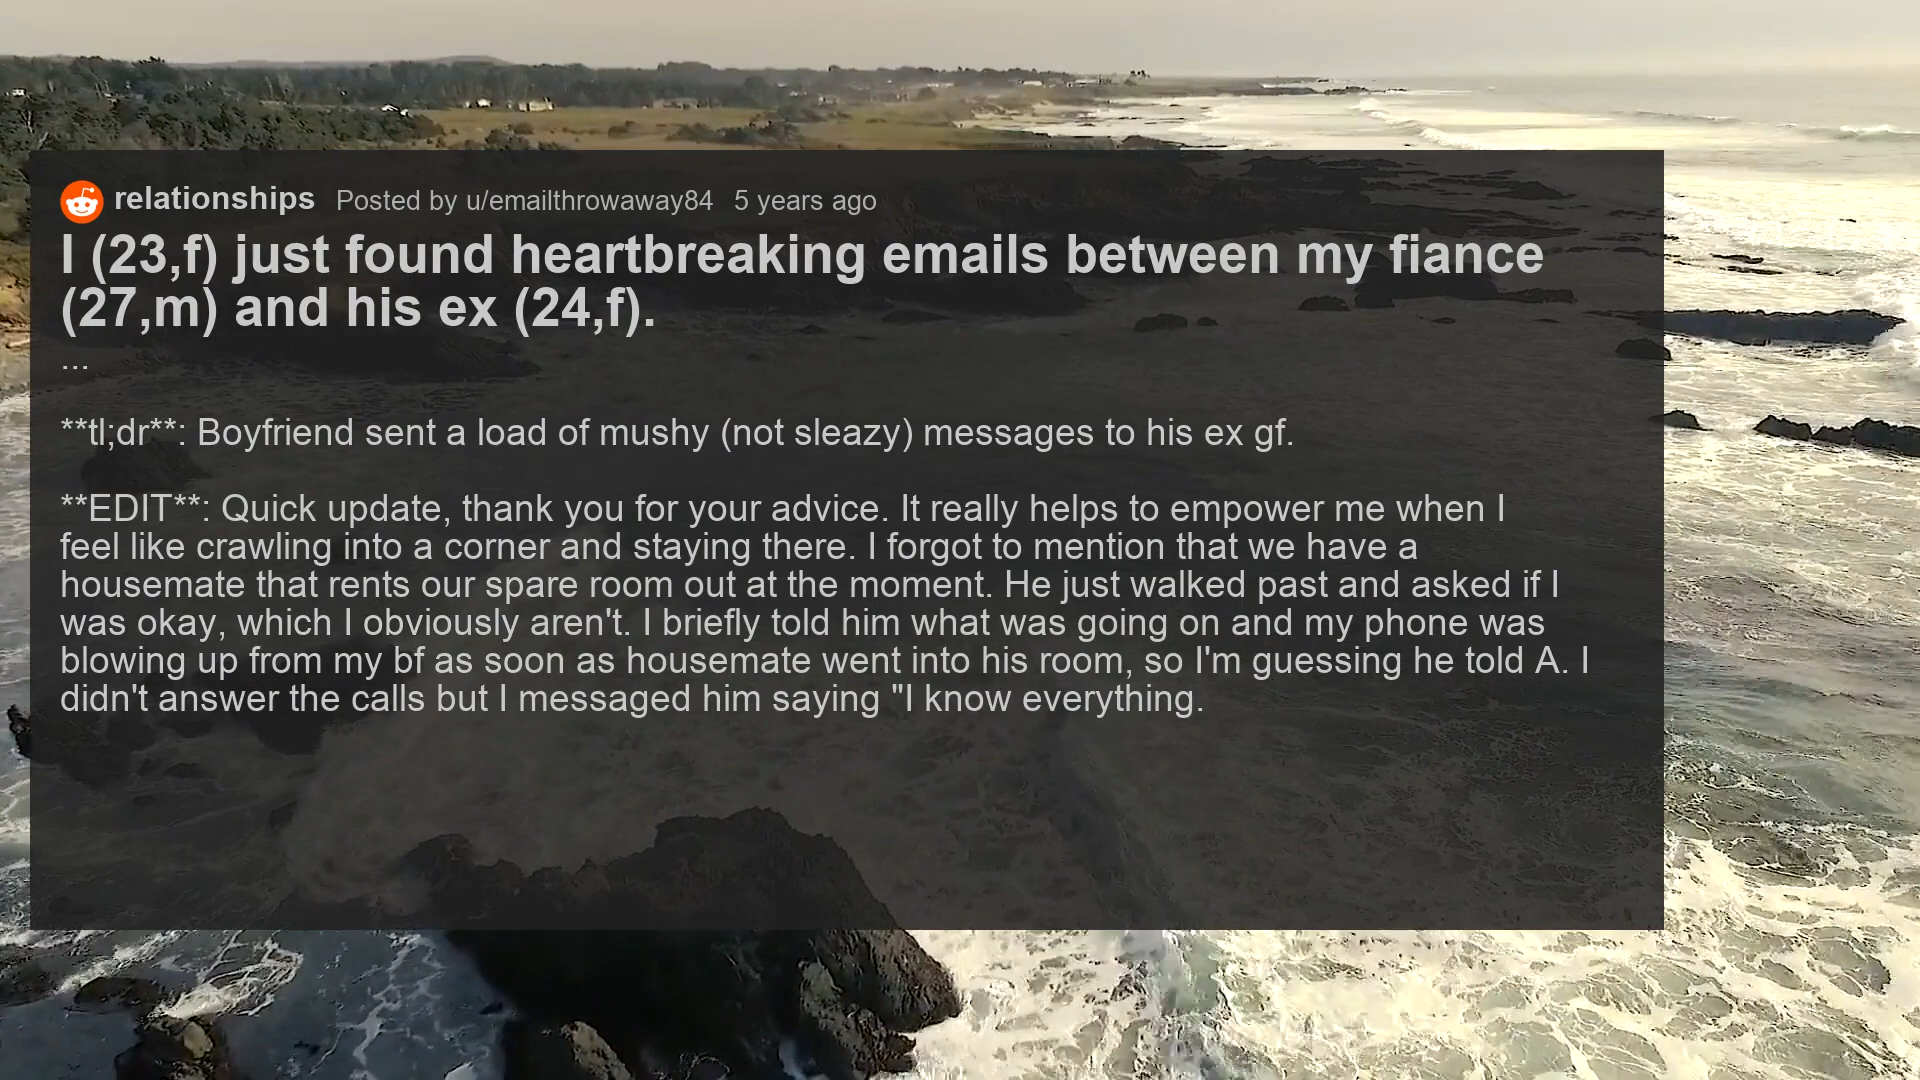 relationships Posted by u/emailthrowaway84 5 years ago
I (23,f) just found heartbreaking emails between my fiance
(27,m) and his ex (24,f).
...
**tl;dr**: Boyfriend sent a load of mushy (not sleazy) messages to his ex gf.
**EDIT**: Quick update, thank you for your advice. It really helps to empower me when I
feel like crawling into a corner and staying there. I forgot to mention that we have a
housemate that rents our spare room out at the moment. He just walked past and asked if I
was okay, which I obviously aren't. I briefly told him what was going on and my phone was
blowing up from my bf as soon as housemate went into his room, so I'm guessing he told A. I
didn't answer the calls but I messaged him saying "I know everything.